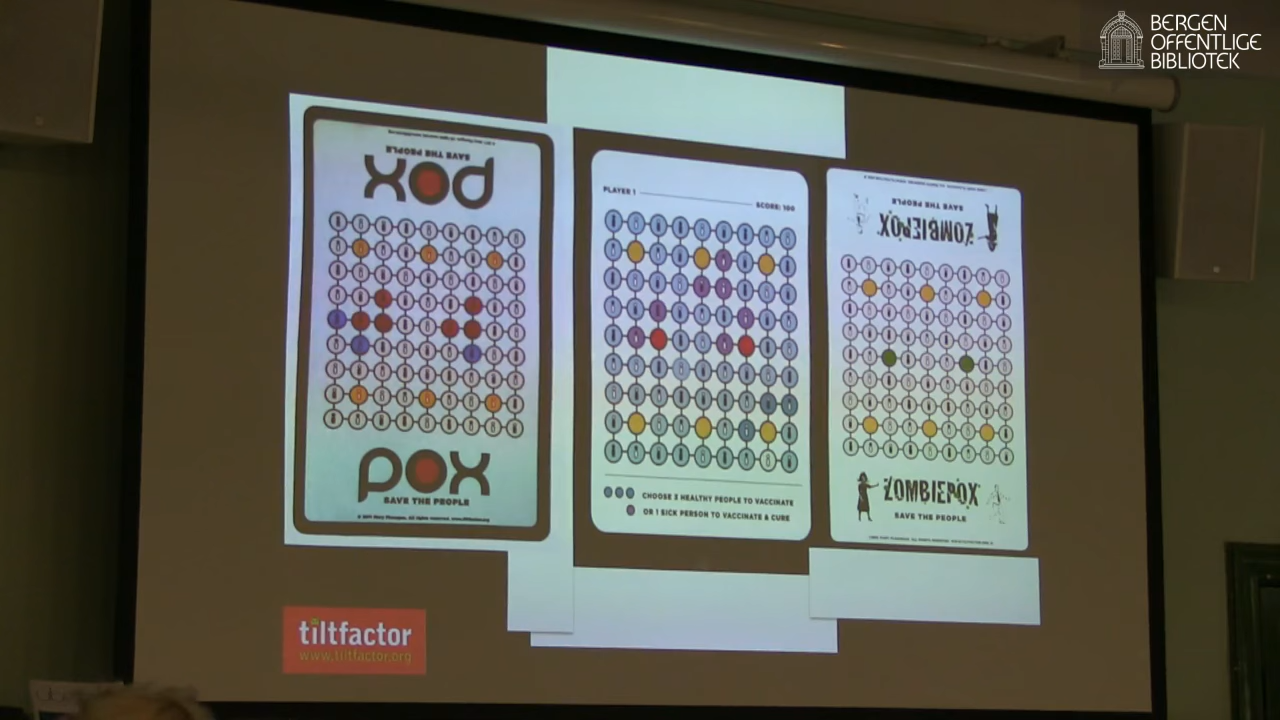 BERGEN
OFFENTLIGE
BIBLIOTEK
SAVE THE PEOPLE
POX
POX
SAVE THE PEOPLE
PLAYER 1
SCORE: 100
CHOOSE 3 HEALTHY PEOPLE TO VACCINATE
OR 1 SICK PERSON TO VACCINATE & CURE
SAVE THE PEOPLE
ZOMBIEPOX
ZOMBIEPOX
SAVE THE PEOPLE
tiltfactor
www.tiltfactor.org